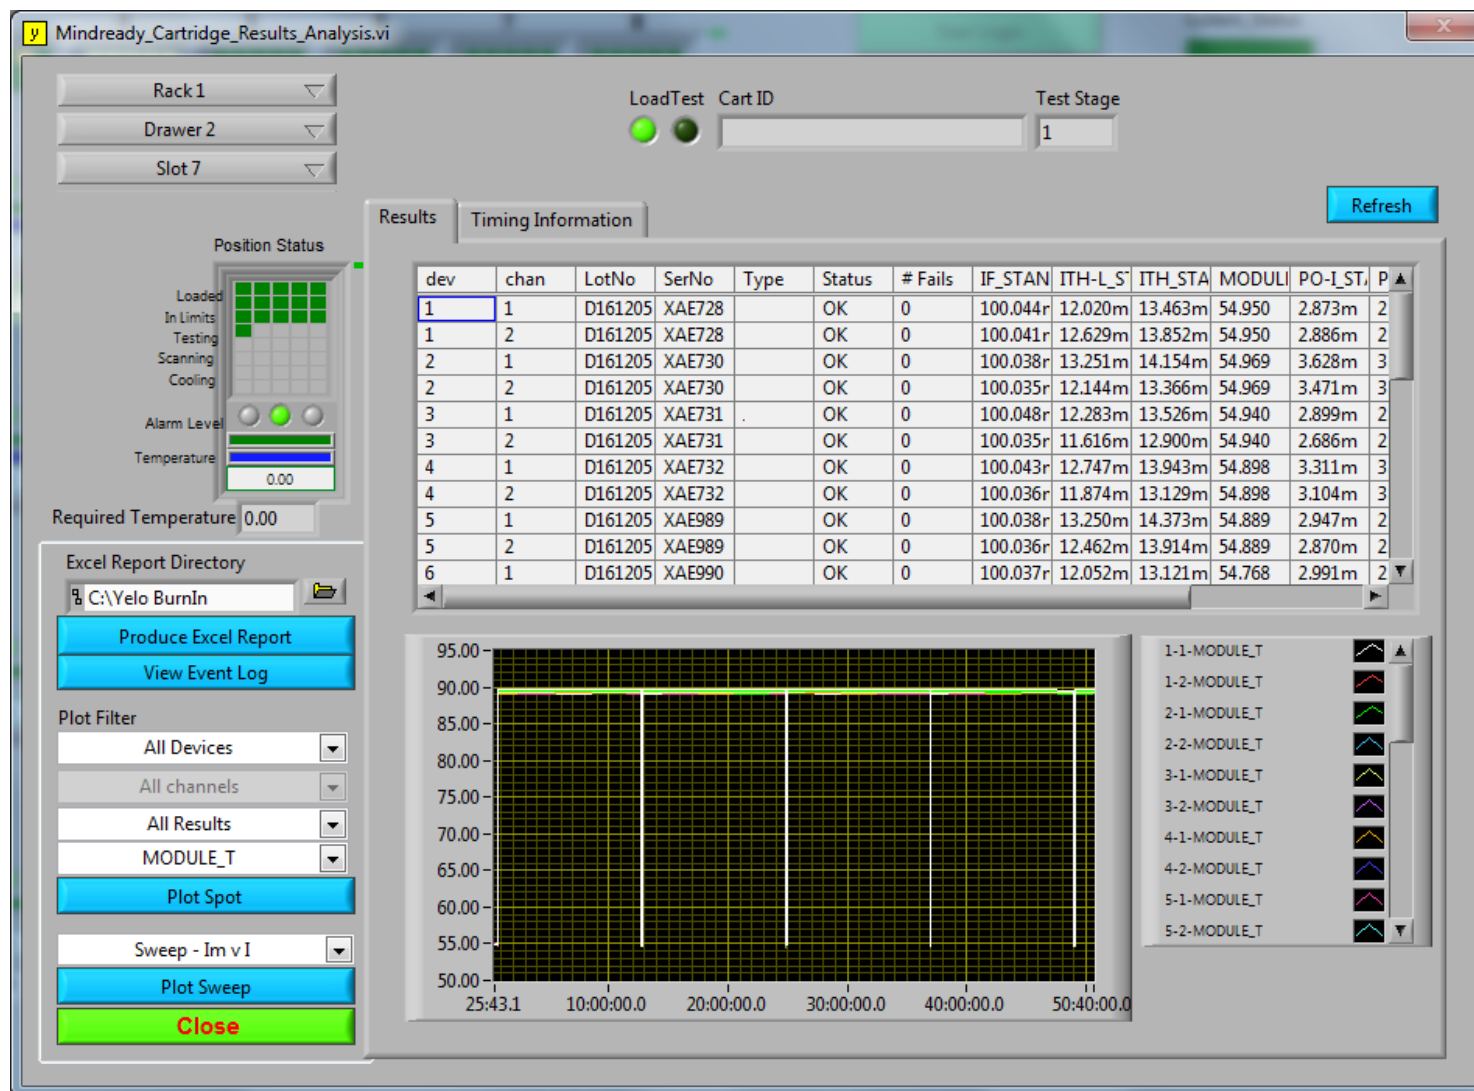 Mindready_Cartridge_Results_Analysis.vi
Rack 1
Drawer 2
Slot 7
LoadTest Cart ID Test Stage
1
Refresh
Results Timing Information
Position Status
Loaded
In Limits
Testing
Scanning
Cooling
Alarm Level
Temperature
0.00
Required Temperature 0.00
dev chan LotNo SerNo Type Status # Fails IF_STAN ITH-L_ST ITH_STA MODULI PO-I_STA P
1 1 D161205 XAE728 OK 0 100.044r 12.020m 13.463m 54.950 2.873m 2
1 2 D161205 XAE728 OK 0 100.041r 12.629m 13.852m 54.950 2.886m 2
2 1 D161205 XAE730 OK 0 100.038r 13.251m 14.154m 54.969 3.628m 3
2 2 D161205 XAE730 OK 0 100.035r 12.144m 13.366m 54.969 3.471m 3
3 1 D161205 XAE731 . OK 0 100.048r 12.283m 13.526m 54.940 2.899m 2
3 2 D161205 XAE731 OK 0 100.035r 11.616m 12.900m 54.940 2.686m 2
4 1 D161205 XAE732 OK 0 100.043r 12.747m 13.943m 54.898 3.311m 3
4 2 D161205 XAE732 OK 0 100.036r 11.874m 13.129m 54.898 3.104m 3
5 1 D161205 XAE989 OK 0 100.038r 13.250m 14.373m 54.889 2.947m 2
5 2 D161205 XAE989 OK 0 100.036r 12.462m 13.914m 54.889 2.870m 2
6 1 D161205 XAE990 OK 0 100.037r 12.052m 13.121m 54.768 2.991m 2
Excel Report Directory
C:\Yelo BurnIn
Produce Excel Report
View Event Log
Plot Filter
All Devices
All channels
All Results
MODULE_T
Plot Spot
Sweep - Im v I
Plot Sweep
Close
95.00
90.00
85.00
80.00
75.00
70.00
65.00
60.00
55.00
50.00
25:43.1 10:00:00.0 20:00:00.0 30:00:00.0 40:00:00.0 50:40:00.0
1-1-MODULE_T
1-2-MODULE_T
2-1-MODULE_T
2-2-MODULE_T
3-1-MODULE_T
3-2-MODULE_T
4-1-MODULE_T
4-2-MODULE_T
5-1-MODULE_T
5-2-MODULE_T